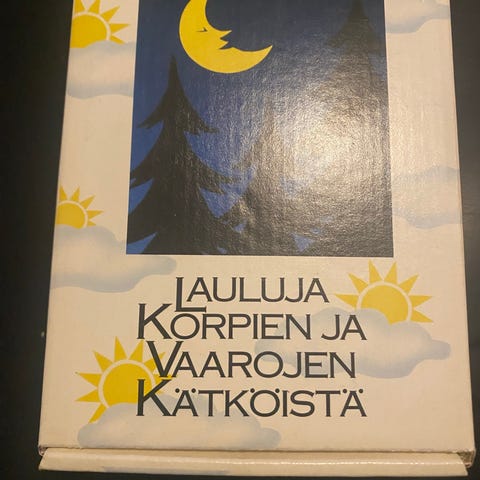 LAULUJA
KORPIEN JA
VAAROJEN
KÄTKÖISTÄ